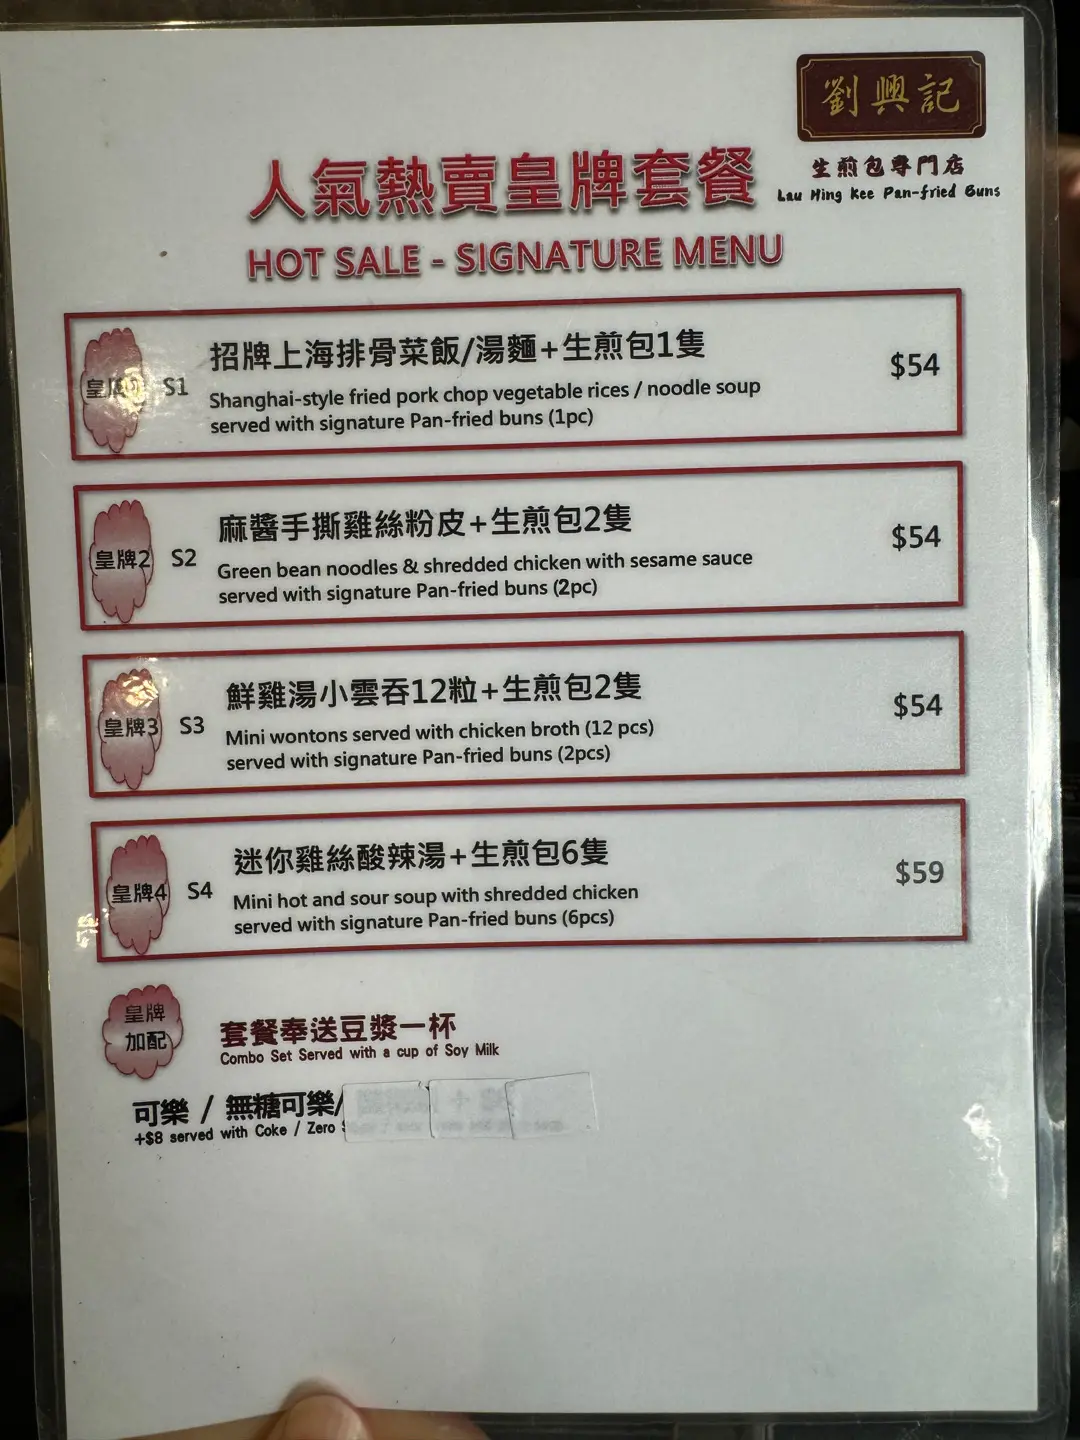 劉興記
生煎包專門店
Lau Hing Kee Pan-fried Buns
人氣熱賣皇牌套餐
HOT SALE - SIGNATURE MENU
皇牌1 S1 招牌上海排骨菜飯/湯麵+生煎包1隻 $54
Shanghai-style fried pork chop vegetable rices / noodle soup
served with signature Pan-fried buns (1pc)
皇牌2 S2 麻醬手撕雞絲粉皮+生煎包2隻 $54
Green bean noodles & shredded chicken with sesame sauce
served with signature Pan-fried buns (2pc)
皇牌3 S3 鮮雞湯小雲吞12粒+生煎包2隻 $54
Mini wontons served with chicken broth (12 pcs)
served with signature Pan-fried buns (2pcs)
皇牌4 S4 迷你雞絲酸辣湯+生煎包6隻 $59
Mini hot and sour soup with shredded chicken
served with signature Pan-fried buns (6pcs)
皇牌
加配
套餐奉送豆漿一杯
Combo Set Served with a cup of Soy Milk
可樂 / 無糖可樂/
+$8 served with Coke / Zero